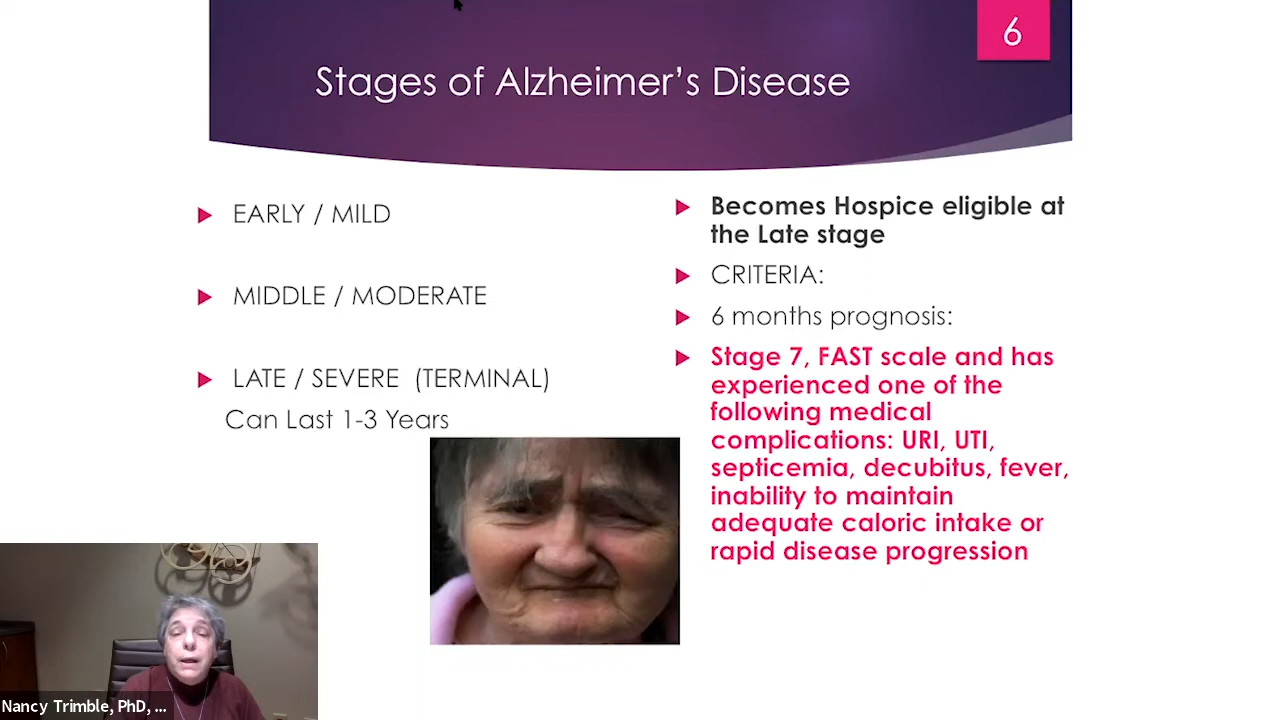 6
Stages of Alzheimer’s Disease
EARLY / MILD
MIDDLE / MODERATE
LATE / SEVERE (TERMINAL)
Can Last 1-3 Years
Becomes Hospice eligible at
the Late stage
CRITERIA:
6 months prognosis:
Stage 7, FAST scale and has
experienced one of the
following medical
complications: URI, UTI,
septicemia, decubitus, fever,
inability to maintain
adequate caloric intake or
rapid disease progression
Nancy Trimble, PhD, ...